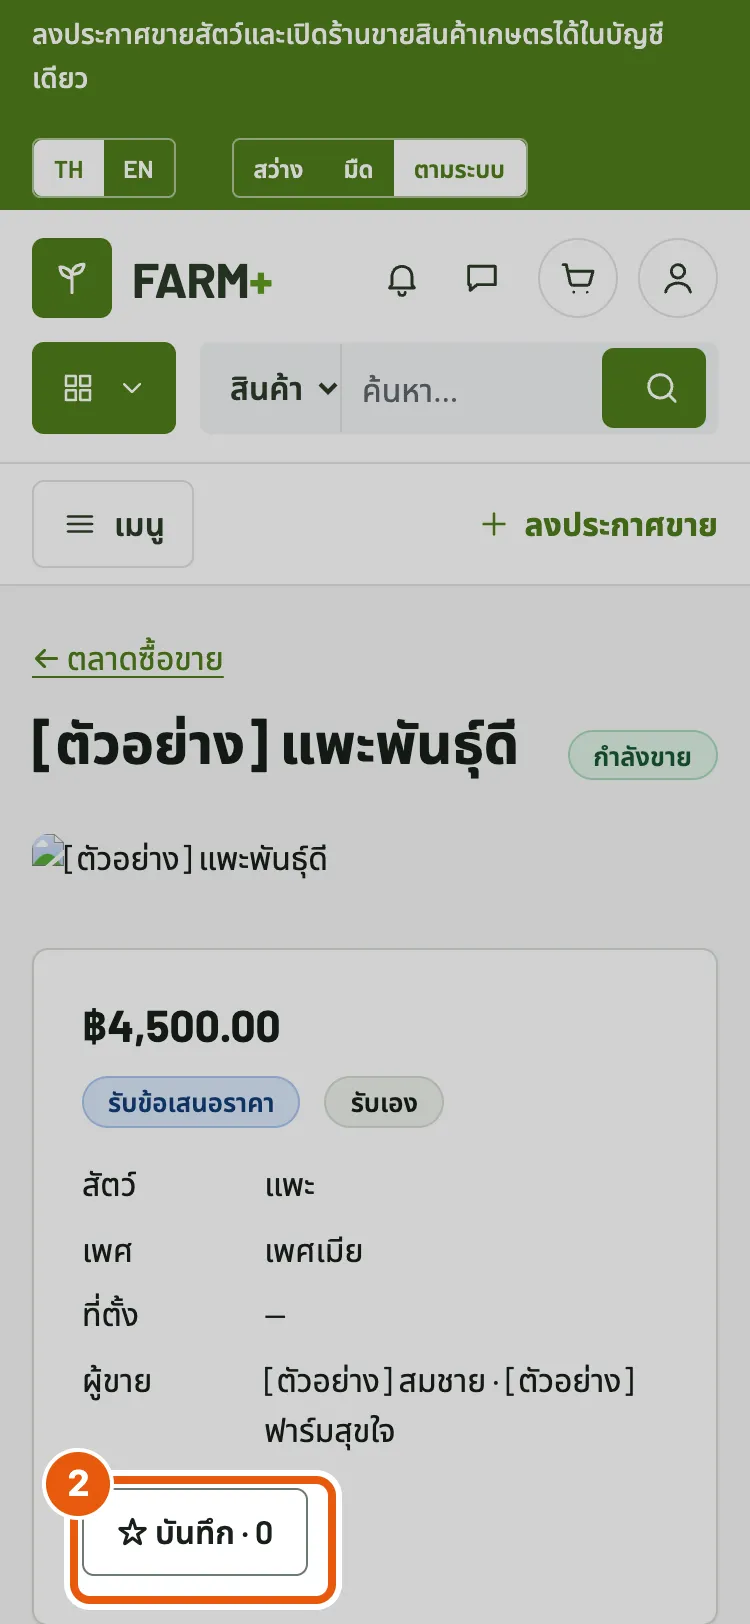 ลงประกาศขายสัตว์และเปิดร้านขายสินค้าเกษตรได้ในบัญชี
เดียว
TH EN สว่าง มืด ตามระบบ
FARM+
สินค้า ค้นหา...
เมนู + ลงประกาศขาย
← ตลาดซื้อขาย
[ตัวอย่าง] แพะพันธุ์ดี กำลังขาย
[ตัวอย่าง] แพะพันธุ์ดี
฿4,500.00
รับข้อเสนอราคา รับเอง
สัตว์ แพะ
เพศ เพศเมีย
ที่ตั้ง —
ผู้ขาย [ตัวอย่าง] สมชาย · [ตัวอย่าง]
ฟาร์มสุขใจ
2
☆ บันทึก · 0